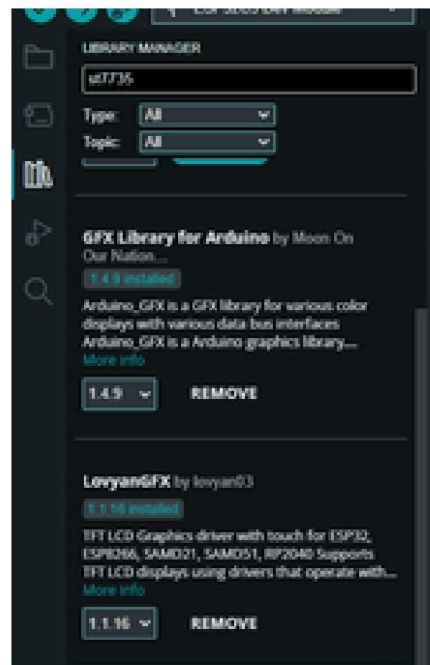 ESP32C3 Dev Module
LIBRARY MANAGER
st7735
Type: All
Topic: All
GFX Library for Arduino by Moon On
Our Nation...
1.4.9 installed
Arduino_GFX is a GFX library for various color
displays with various data bus interfaces
Arduino_GFX is a Arduino graphics library....
More info
1.4.9 REMOVE
LovyanGFX by lovyan03
1.1.16 installed
TFT LCD Graphics driver with touch for ESP32,
ESP8266, SAMD21, SAMD51, RP2040 Supports
TFT LCD displays using drivers that operate with...
More info
1.1.16 REMOVE